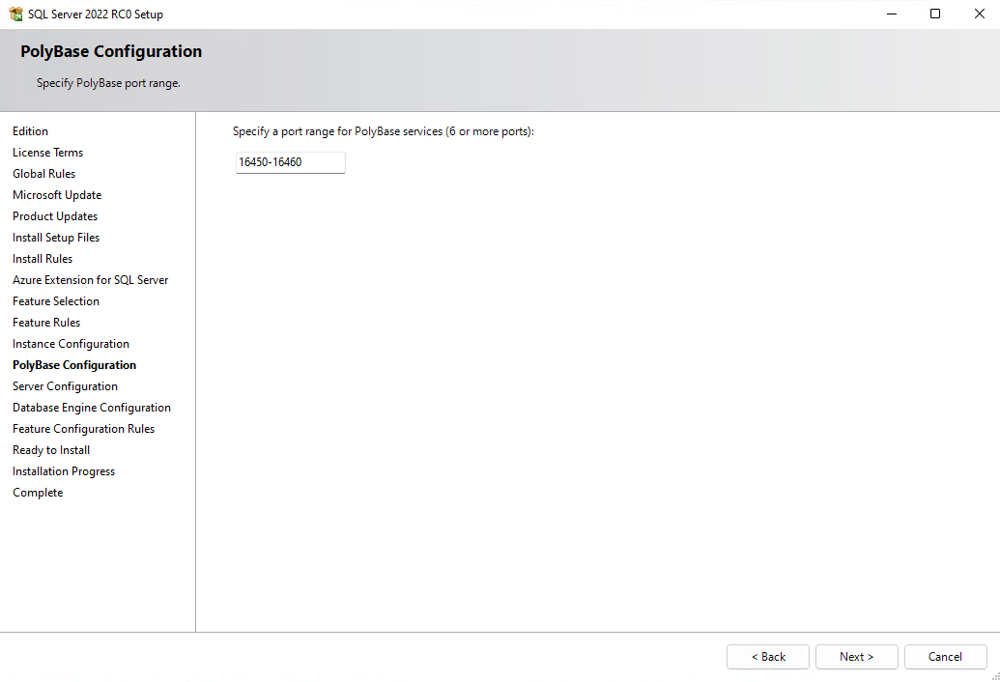 SQL Server 2022 RC0 Setup
PolyBase Configuration
Specify PolyBase port range.
Edition
License Terms
Global Rules
Microsoft Update
Product Updates
Install Setup Files
Install Rules
Azure Extension for SQL Server
Feature Selection
Feature Rules
Instance Configuration
PolyBase Configuration
Server Configuration
Database Engine Configuration
Feature Configuration Rules
Ready to Install
Installation Progress
Complete
Specify a port range for PolyBase services (6 or more ports):
16450-16460
< Back
Next >
Cancel